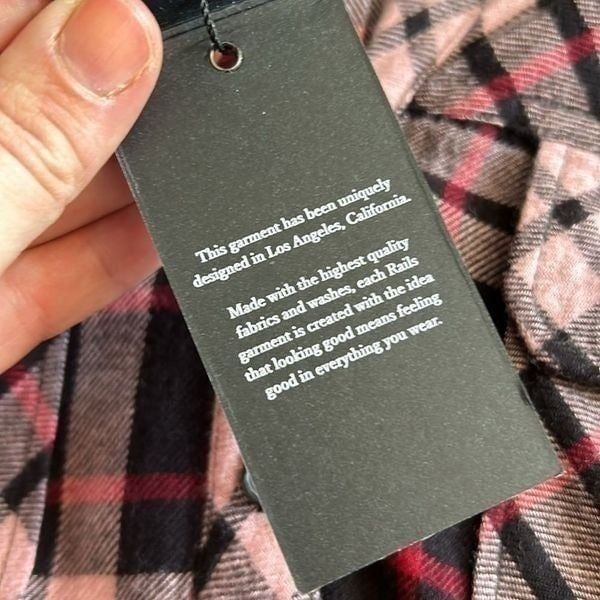 This garment has been uniquely
designed in Los Angeles, California.
Made with the highest quality
fabrics and washes, each Rails
garment is created with the idea
that looking good means feeling
good in everything you wear.